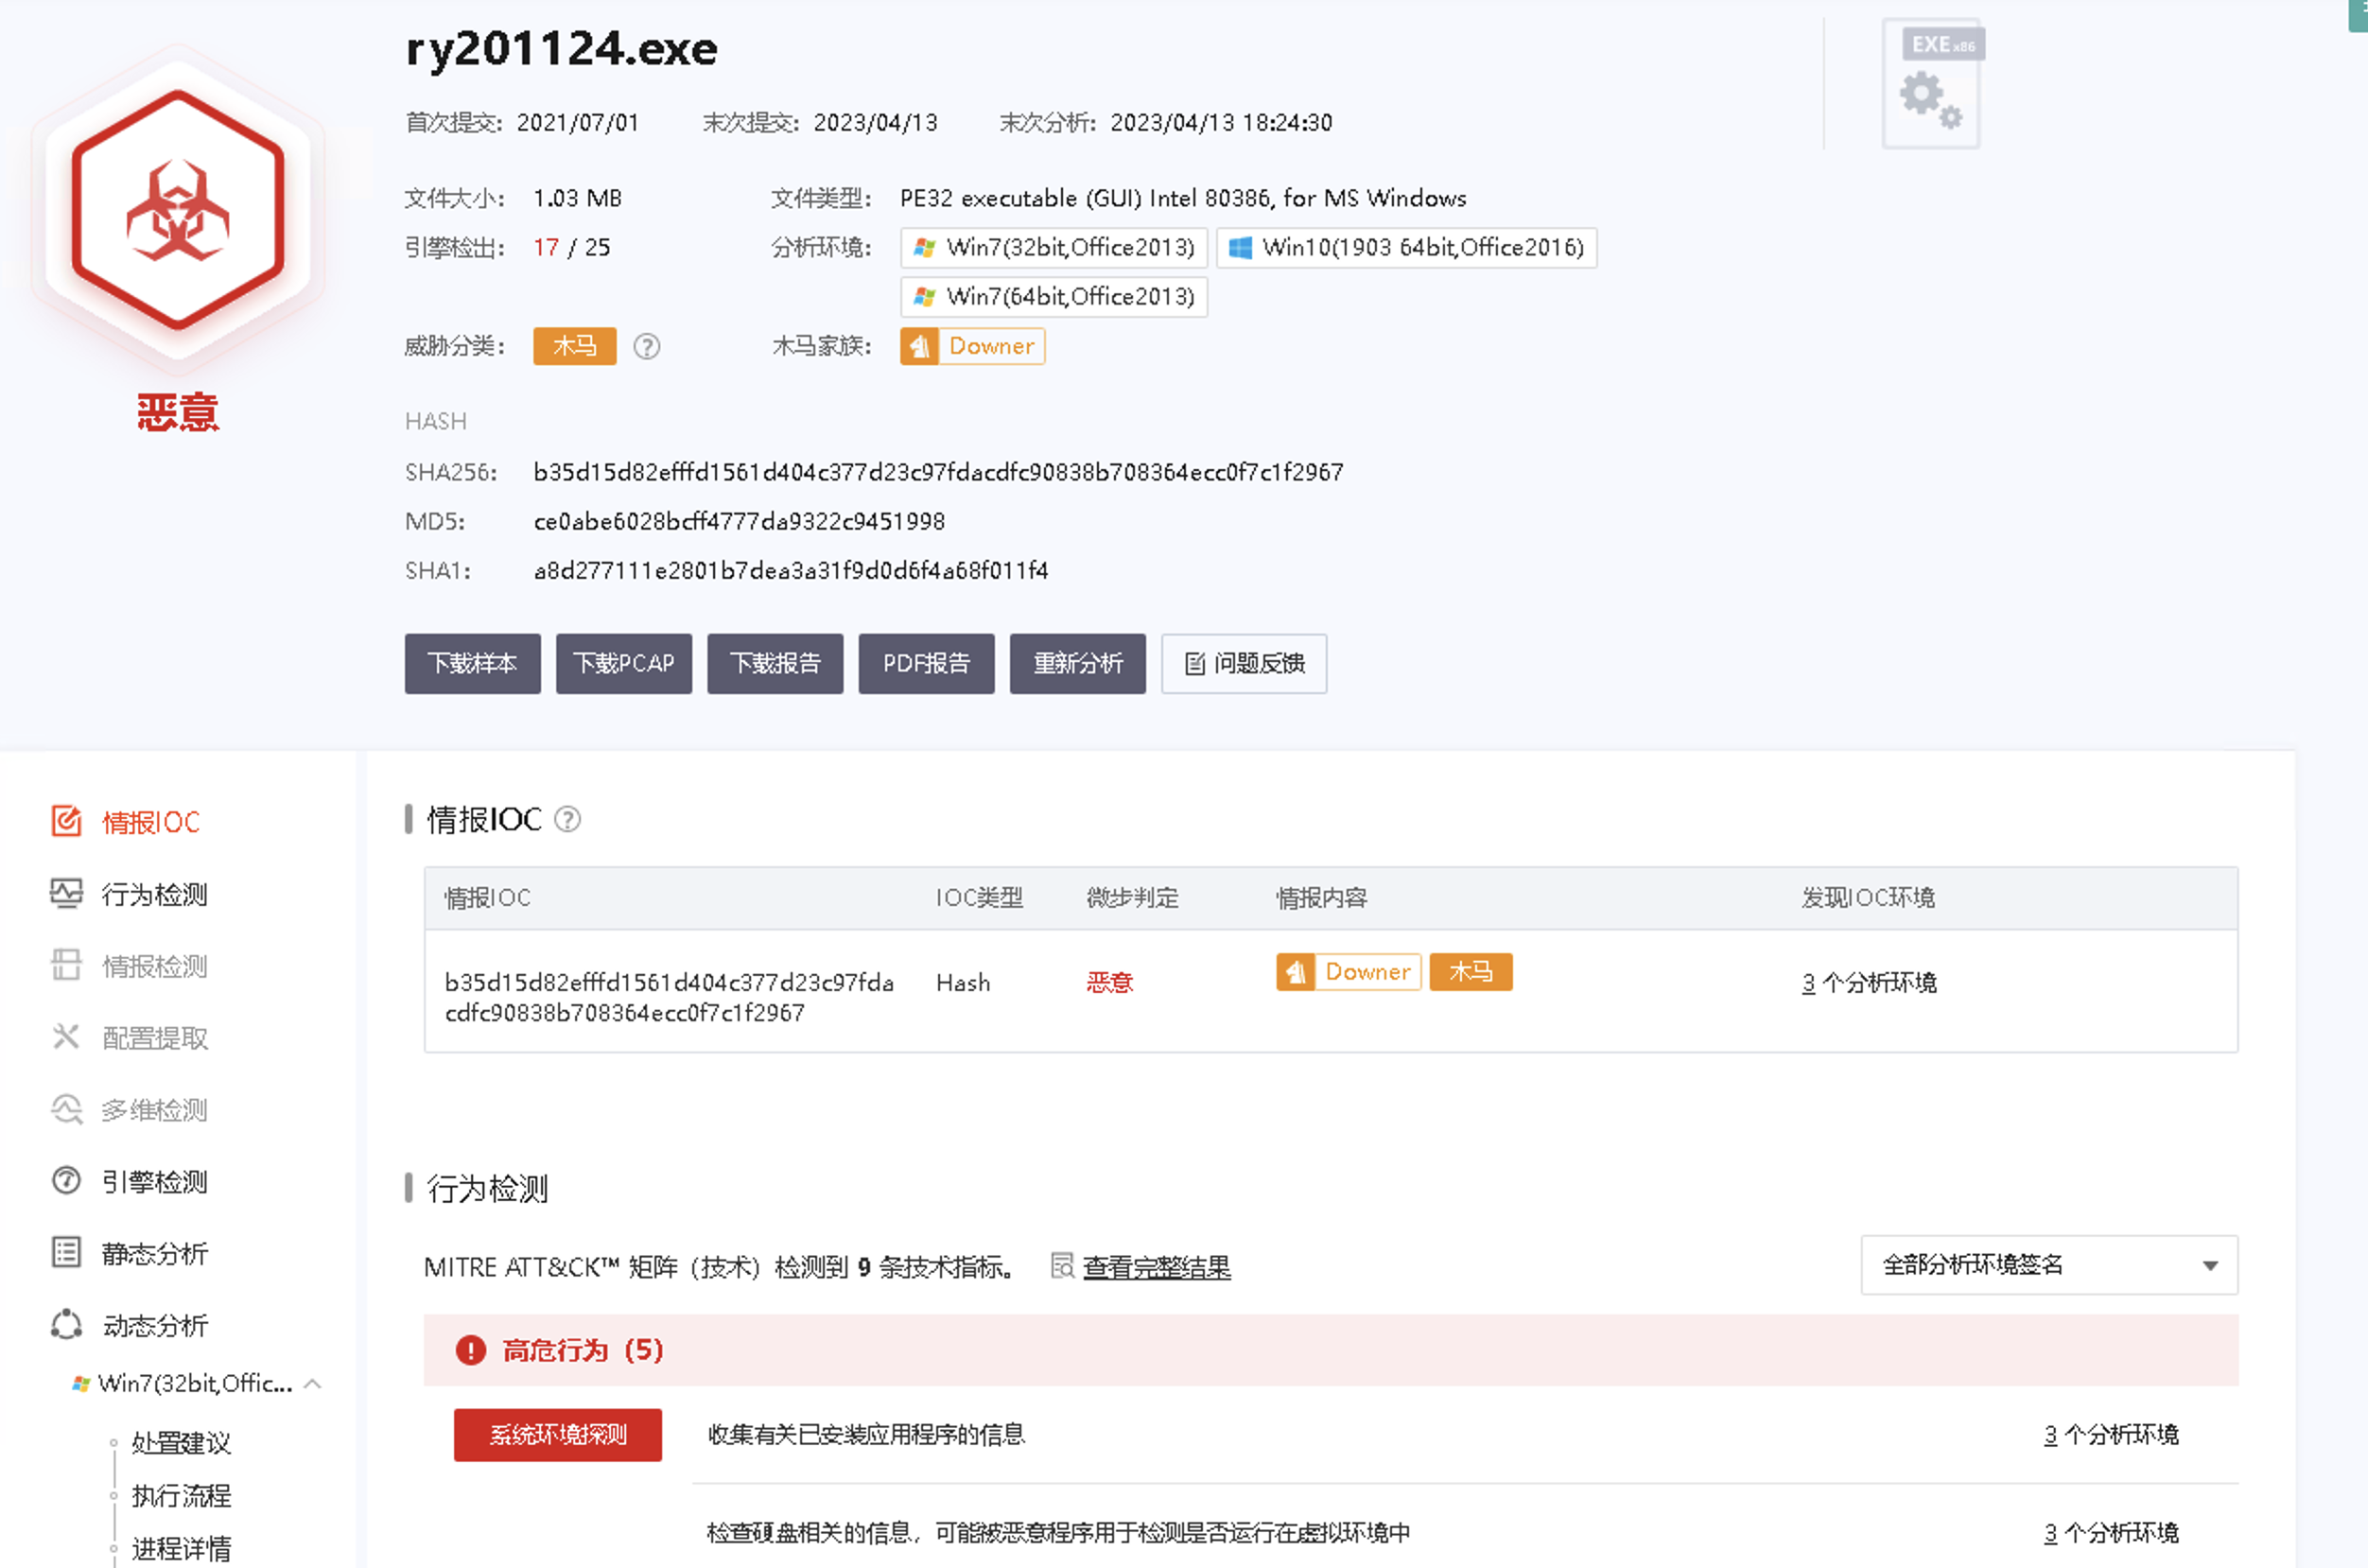 ry201124.exe
EXE x86
首次提交: 2021/07/01 末次提交: 2023/04/13 末次分析: 2023/04/13 18:24:30
文件大小: 1.03 MB 文件类型: PE32 executable (GUI) Intel 80386, for MS Windows
引擎检出: 17 / 25 分析环境: Win7(32bit,Office2013) Win10(1903 64bit,Office2016)
Win7(64bit,Office2013)
威胁分类: 木马 ? 木马家族: Downer
恶意
HASH
SHA256: b35d15d82efffd1561d404c377d23c97fdacdfc90838b708364ecc0f7c1f2967
MD5: ce0abe6028bcff4777da9322c9451998
SHA1: a8d277111e2801b7dea3a31f9d0d6f4a68f011f4
下载样本 下载PCAP 下载报告 PDF报告 重新分析 问题反馈
情报IOC
行为检测
情报检测
配置提取
多维检测
引擎检测
静态分析
动态分析
Win7(32bit,Offic...
处置建议
执行流程
进程详情
情报IOC ?
情报IOC IOC类型 微步判定 情报内容 发现IOC环境
b35d15d82efffd1561d404c377d23c97fda Hash 恶意 Downer 木马 3 个分析环境
cdfc90838b708364ecc0f7c1f2967
行为检测
MITRE ATT&CK™ 矩阵（技术）检测到 9 条技术指标。 查看完整结果 全部分析环境签名
高危行为 (5)
系统环境探测 收集有关已安装应用程序的信息 3 个分析环境
检查硬盘相关的信息，可能被恶意程序用于检测是否运行在虚拟环境中 3 个分析环境